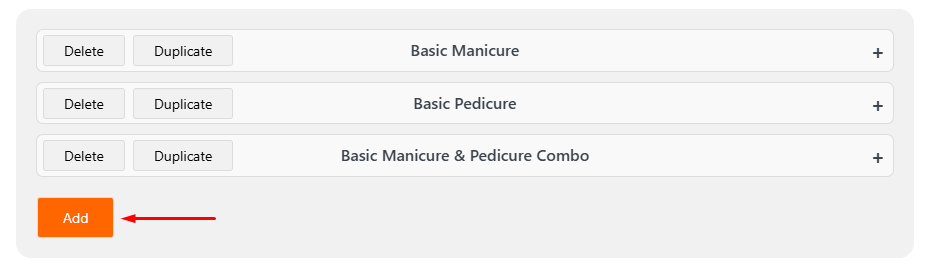 Delete Duplicate Basic Manicure +
Delete Duplicate Basic Pedicure +
Delete Duplicate Basic Manicure & Pedicure Combo +
Add